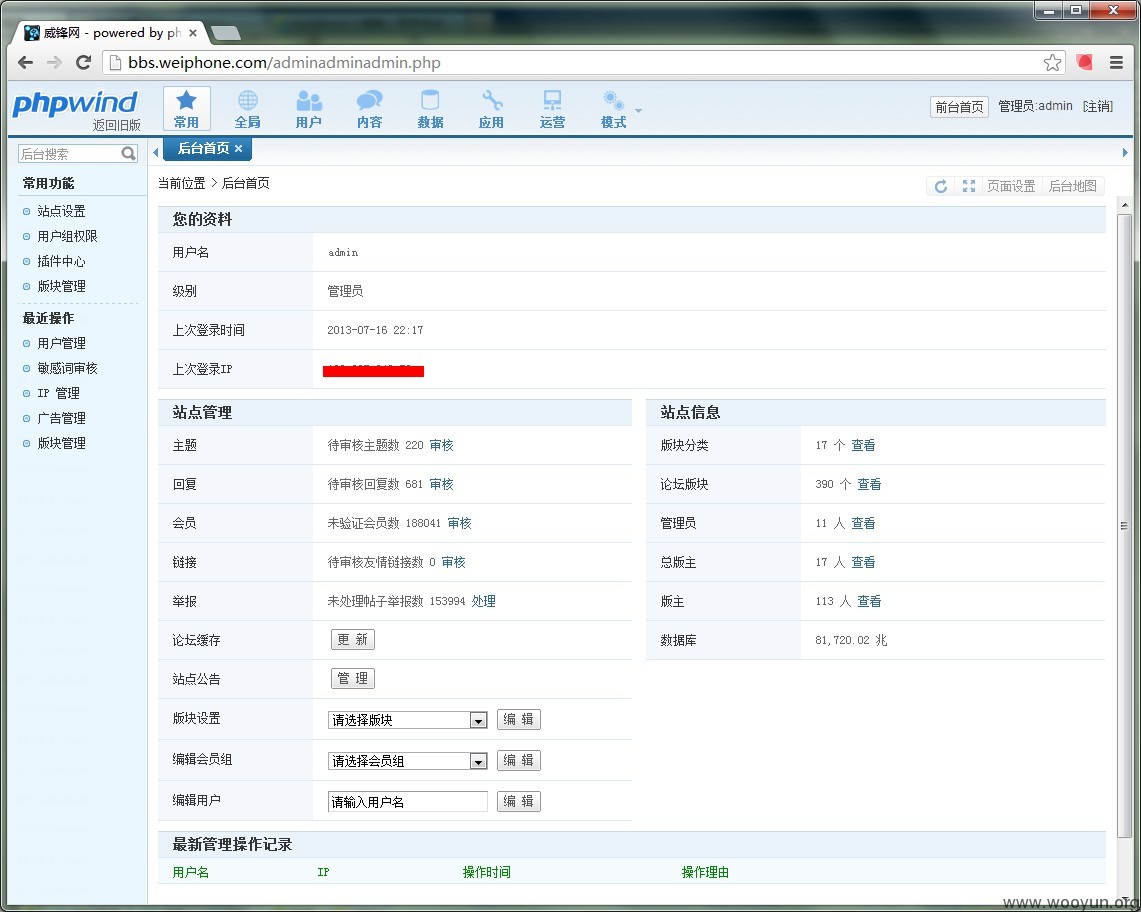 威锋网 - powered by ph
bbs.weiphone.com/adminadminadmin.php
phpwind
返回旧版
常用 全局 用户 内容 数据 应用 运营 模式
前台首页 管理员:admin [注销]
后台搜索
后台首页
常用功能
站点设置
用户组权限
插件中心
版块管理
最近操作
用户管理
敏感词审核
IP 管理
广告管理
版块管理
当前位置 > 后台首页
页面设置 后台地图
您的资料
用户名 admin
级别 管理员
上次登录时间 2013-07-16 22:17
上次登录IP
站点管理
主题 待审核主题数 220 审核
回复 待审核回复数 681 审核
会员 未验证会员数 188041 审核
链接 待审核友情链接数 0 审核
举报 未处理帖子举报数 153994 处理
论坛缓存 更 新
站点公告 管 理
版块设置 请选择版块 编 辑
编辑会员组 请选择会员组 编 辑
编辑用户 请输入用户名 编 辑
站点信息
版块分类 17 个 查看
论坛版块 390 个 查看
管理员 11 人 查看
总版主 17 人 查看
版主 113 人 查看
数据库 81,720.02 兆
最新管理操作记录
用户名 IP 操作时间 操作理由
www.wooyun.org